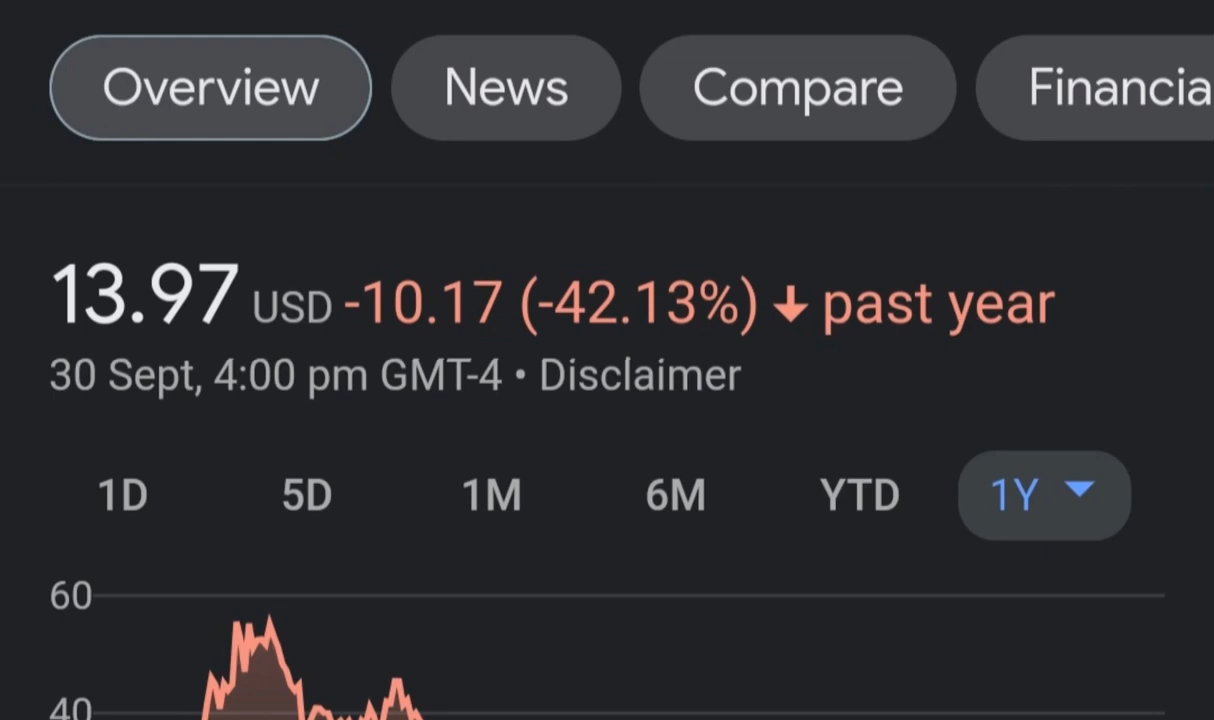 Overview News Compare Financia
13.97 USD -10.17 (-42.13%) ↓ past year
30 Sept, 4:00 pm GMT-4 • Disclaimer
1D 5D 1M 6M YTD 1Y
60
40